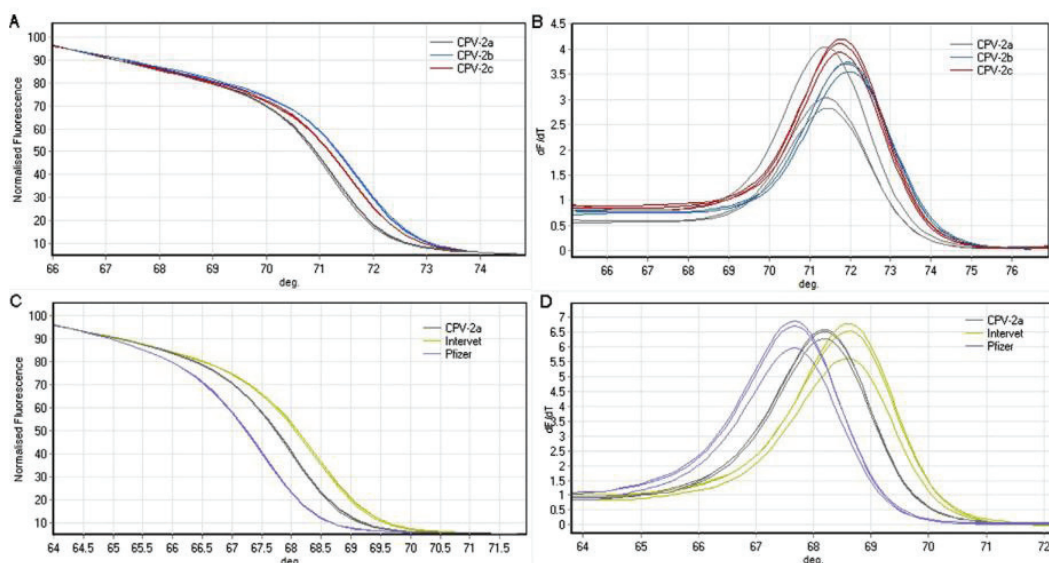 A
100
90
80
70
60
50
40
30
20
10
Normalised Fluorescence
66 67 68 69 70 71 72 73 74
deg.
CPV-2a
CPV-2b
CPV-2c
B
4.5
4
3.5
3
2.5
2
1.5
1
0.5
0
dF/dT
66 67 68 69 70 71 72 73 74 75 76
deg.
CPV-2a
CPV-2b
CPV-2c
C
100
90
80
70
60
50
40
30
20
10
Normalised Fluorescence
64 64.5 65 65.5 66 66.5 67 67.5 68 68.5 69 69.5 70 70.5 71 71.5
deg.
CPV-2a
Intervet
Pfizer
D
7
6.5
6
5.5
5
4.5
4
3.5
3
2.5
2
1.5
1
0.5
0
dF/dT
64 65 66 67 68 69 70 71 72
deg.
CPV-2a
Intervet
Pfizer